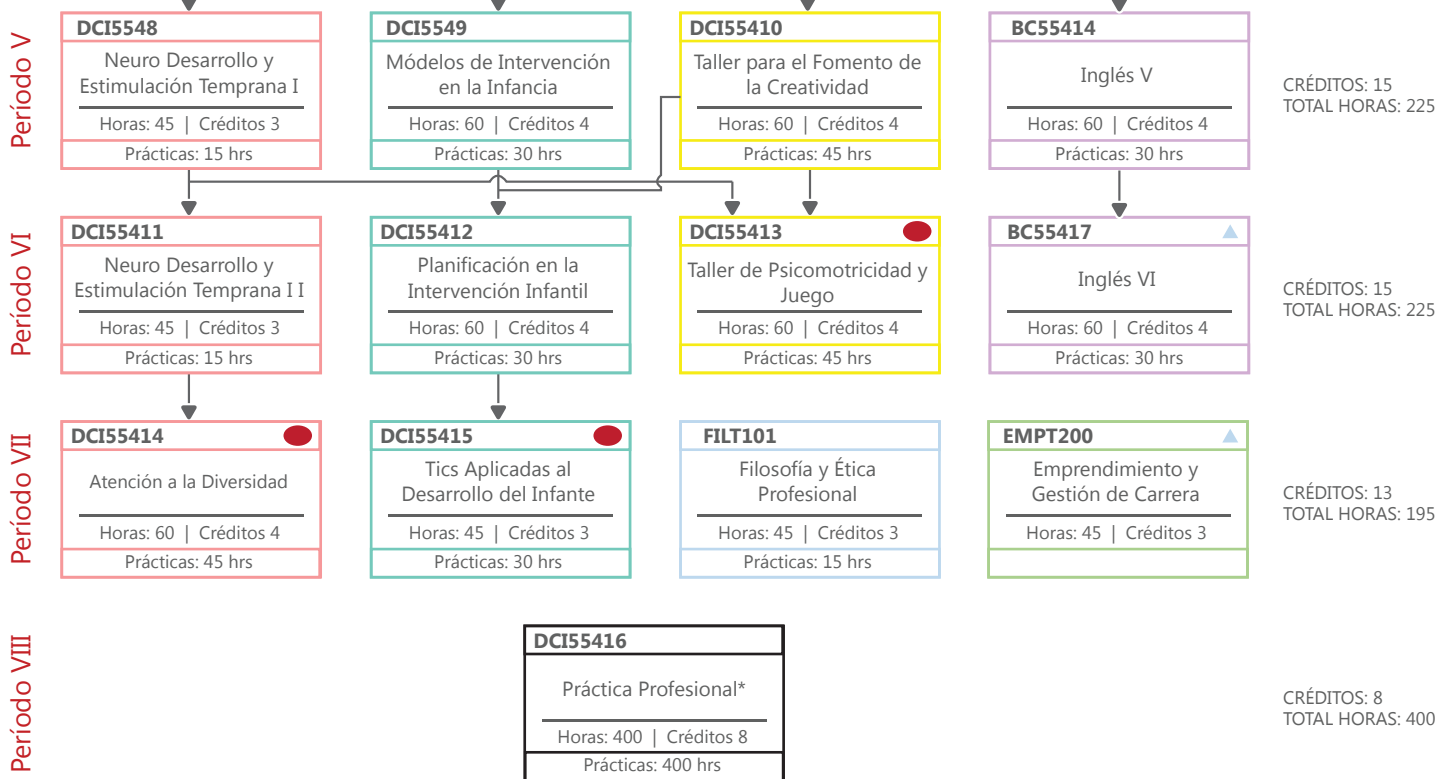 Período V
DCI5548
Neuro Desarrollo y
Estimulación Temprana I
Horas: 45 | Créditos 3
Prácticas: 15 hrs
DCI5549
Módelos de Intervención
en la Infancia
Horas: 60 | Créditos 4
Prácticas: 30 hrs
DCI55410
Taller para el Fomento de
la Creatividad
Horas: 60 | Créditos 4
Prácticas: 45 hrs
BC55414
Inglés V
Horas: 60 | Créditos 4
Prácticas: 30 hrs
CRÉDITOS: 15
TOTAL HORAS: 225
Período VI
DCI55411
Neuro Desarrollo y
Estimulación Temprana I I
Horas: 45 | Créditos 3
Prácticas: 15 hrs
DCI55412
Planificación en la
Intervención Infantil
Horas: 60 | Créditos 4
Prácticas: 30 hrs
DCI55413
Taller de Psicomotricidad y
Juego
Horas: 60 | Créditos 4
Prácticas: 45 hrs
BC55417
Inglés VI
Horas: 60 | Créditos 4
Prácticas: 30 hrs
CRÉDITOS: 15
TOTAL HORAS: 225
Período VII
DCI55414
Atención a la Diversidad
Horas: 60 | Créditos 4
Prácticas: 45 hrs
DCI55415
Tics Aplicadas al
Desarrollo del Infante
Horas: 45 | Créditos 3
Prácticas: 30 hrs
FILT101
Filosofía y Ética
Profesional
Horas: 45 | Créditos 3
Prácticas: 15 hrs
EMPT200
Emprendimiento y
Gestión de Carrera
Horas: 45 | Créditos 3
CRÉDITOS: 13
TOTAL HORAS: 195
Período VIII
DCI55416
Práctica Profesional*
Horas: 400 | Créditos 8
Prácticas: 400 hrs
CRÉDITOS: 8
TOTAL HORAS: 400